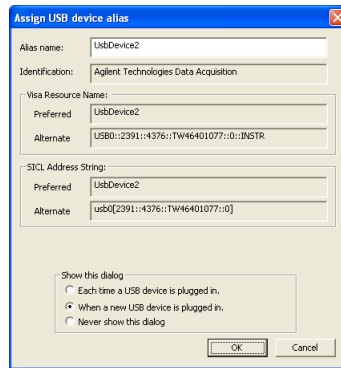 Assign USB device alias
Alias name: UsbDevice2
Identification: Agilent Technologies Data Acquisition
Visa Resource Name:
Preferred UsbDevice2
Alternate USB0::2391::4376::TW46401077::0::INSTR
SICL Address String:
Preferred UsbDevice2
Alternate usb0[2391::4376::TW46401077::0]
Show this dialog
Each time a USB device is plugged in.
When a new USB device is plugged in.
Never show this dialog
OK Cancel